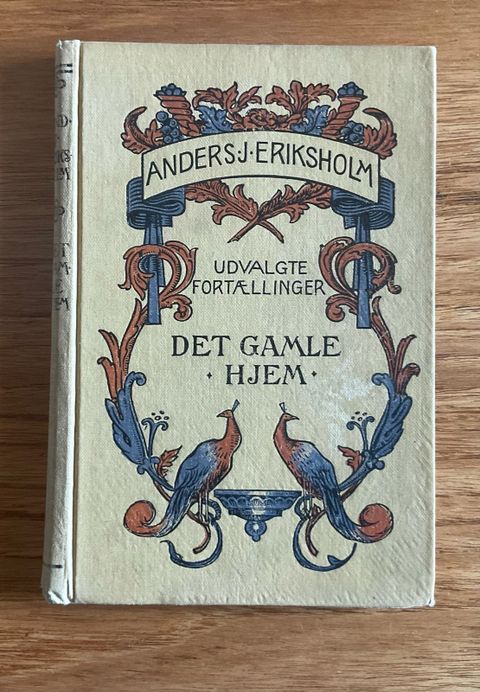 ANDERS·J·ERIKSHOLM
UDVALGTE
FORTÆLLINGER
DET GAMLE
· HJEM ·